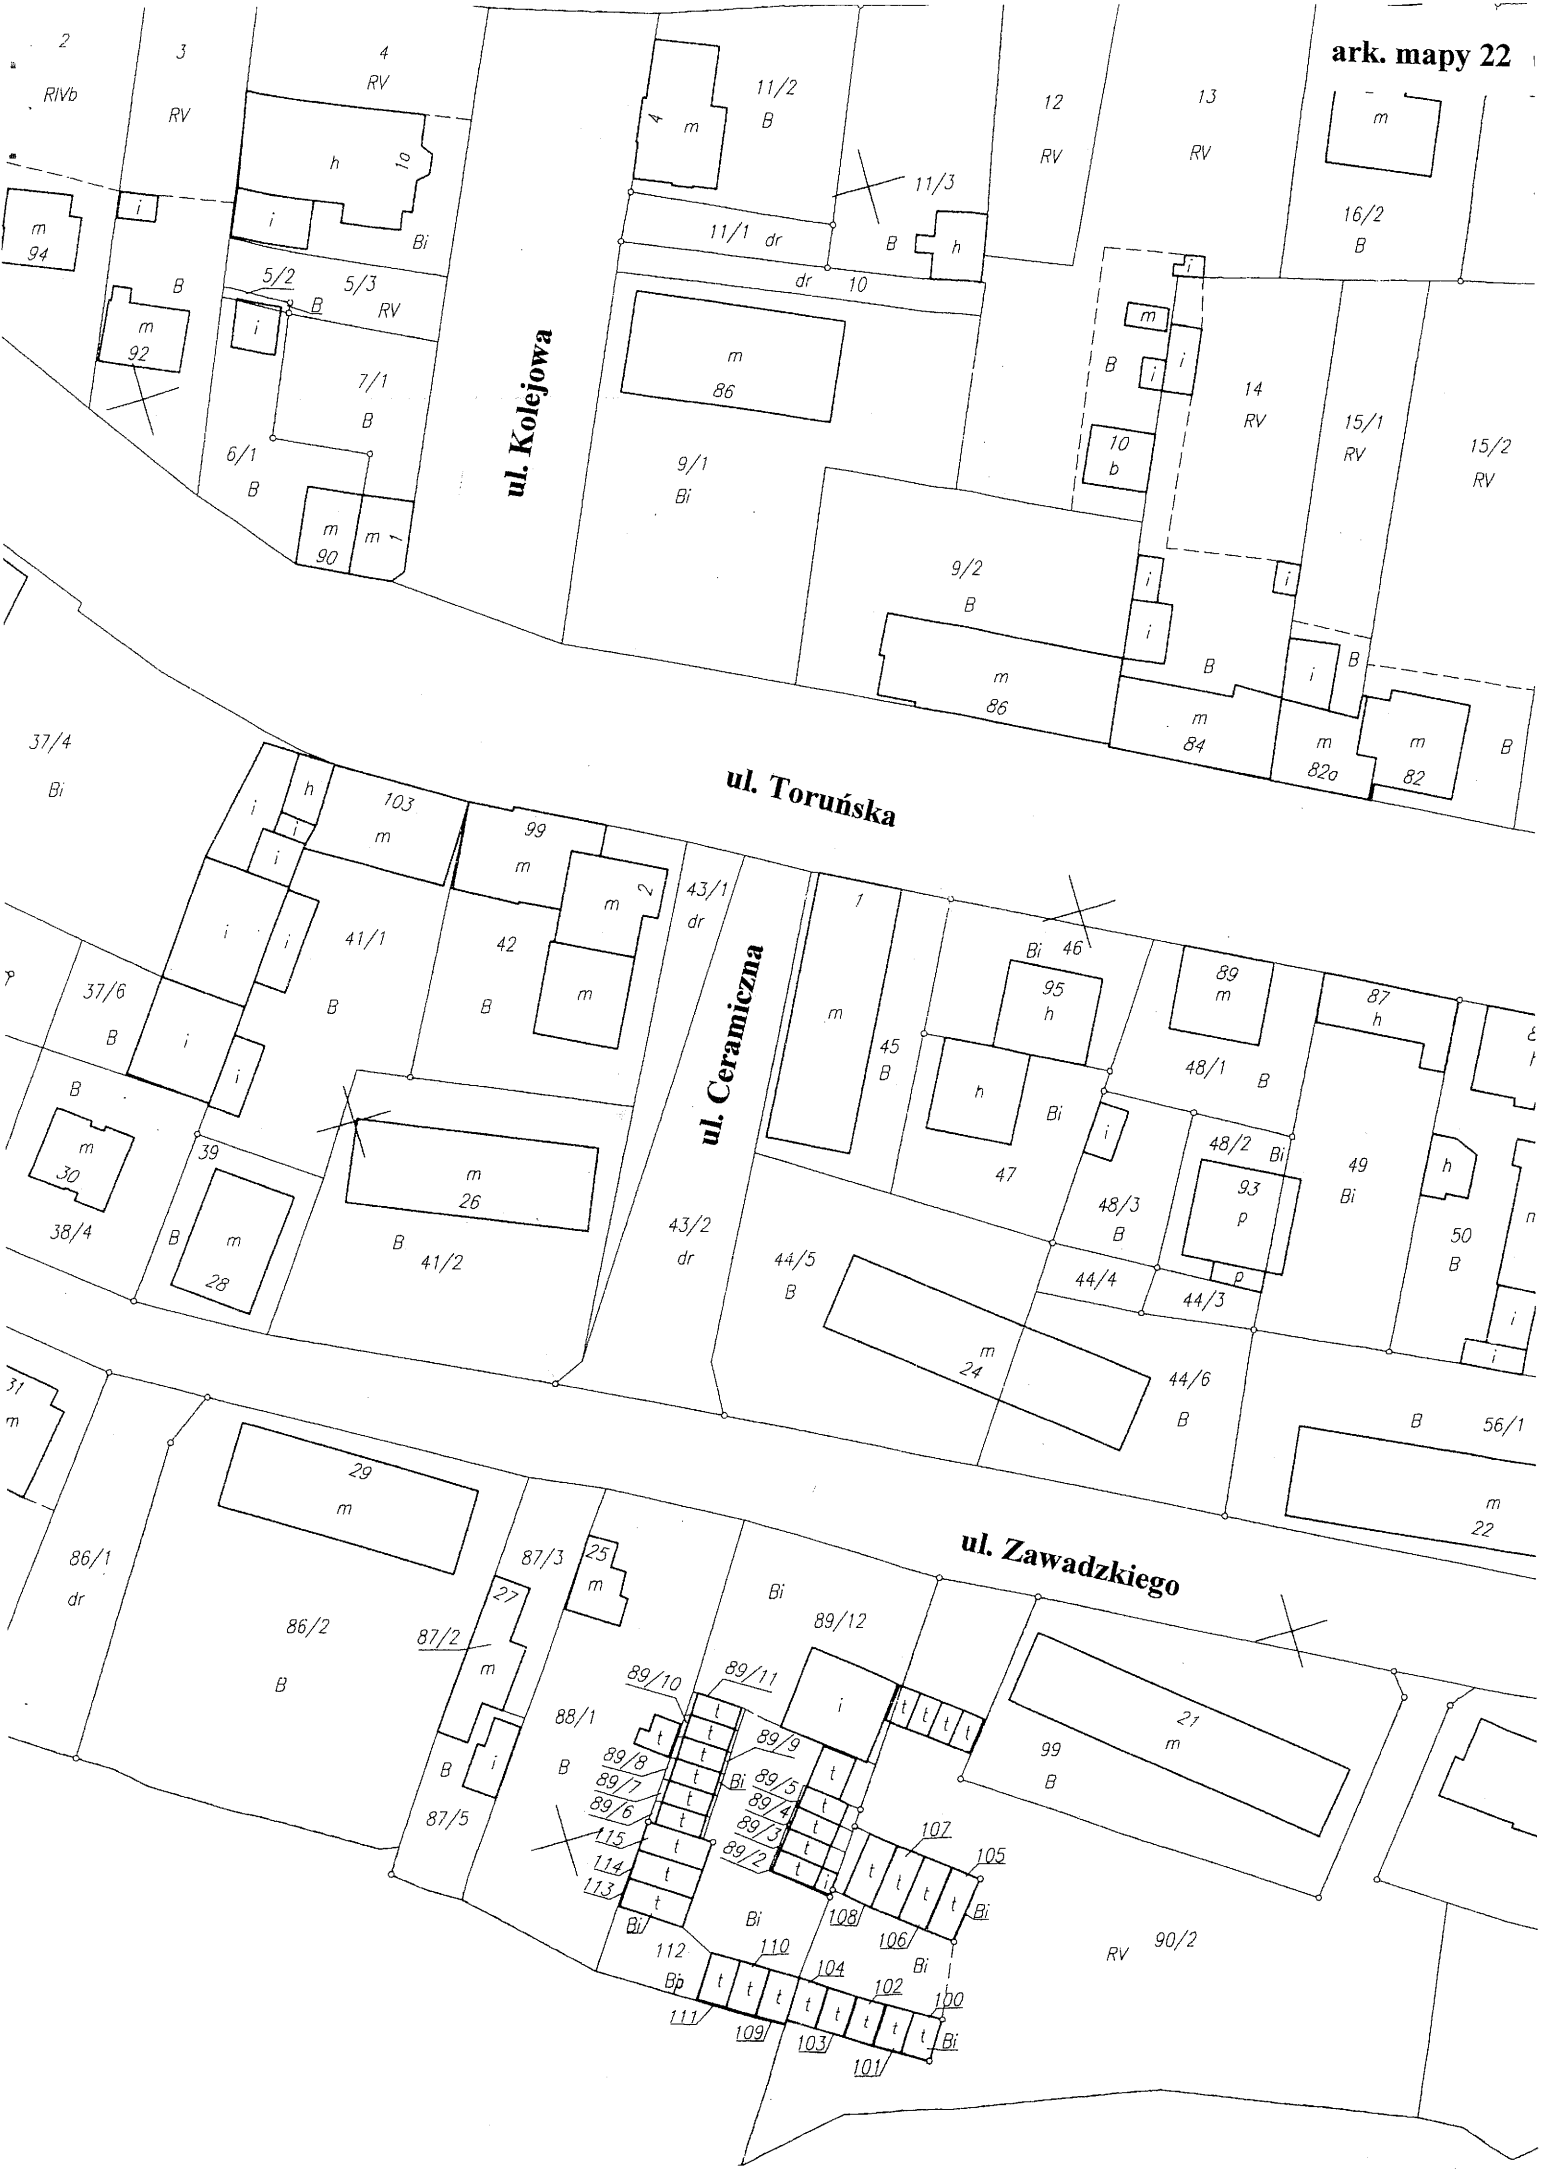 ark. mapy 22
2
RIVb
3
RV
4
RV
h
10
i
Bi
m
94
i
B
m
92
5/2
B
5/3
RV
i
7/1
B
6/1
B
m
90
m
1
ul. Kolejowa
4
m
11/2
B
11/3
11/1 dr
B
h
dr
10
m
86
9/1
Bi
12
RV
13
RV
m
16/2
B
i
m
i
i
B
10
b
14
RV
15/1
RV
15/2
RV
9/2
B
i
i
i
m
86
B
m
84
i
B
m
82a
m
82
B
ul. Toruńska
37/4
Bi
i
h
i
i
103
m
99
m
m
2
43/1
dr
i
i
41/1
B
42
B
m
37/6
B
i
i
B
m
30
38/4
39
B
m
28
m
26
B
41/2
ul. Ceramiczna
43/2
dr
1
m
45
B
Bi
46
95
h
h
Bi
47
89
m
48/1
B
87
h
i
48/2
Bi
93
p
p
48/3
B
49
Bi
h
50
B
i
i
44/5
B
44/4
44/3
m
24
44/6
B
B
56/1
m
22
31
m
86/1
dr
29
m
86/2
B
27
87/2
m
87/3
25
m
i
B
87/5
88/1
B
ul. Zawadzkiego
Bi
89/12
i
t
t
t
t
89/11
89/10
t
t
t
t
t
t
t
89/9
Bi
89/8
89/7
89/6
115
114
113
t
t
t
Bi
89/5
89/4
89/3
89/2
t
t
t
t
t
i
Bi
107
105
t
t
t
t
Bi
108
106
21
m
99
B
RV
90/2
112
Bp
110
104
Bi
102
100
t
t
t
t
t
t
t
t
Bi
111
109
103
101